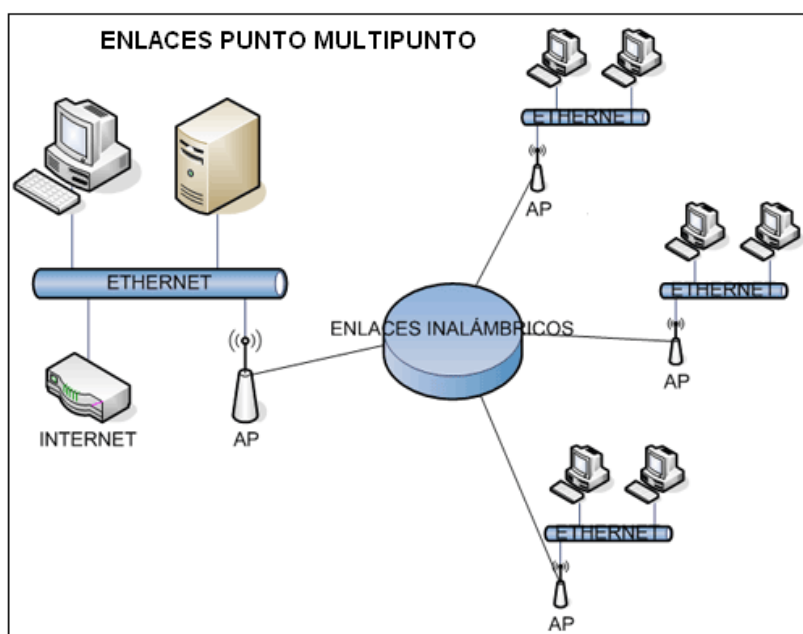 ENLACES PUNTO MULTIPUNTO
ETHERNET
AP
ETHERNET
INTERNET
AP
ENLACES INALÁMBRICOS
ETHERNET
AP
ETHERNET
AP